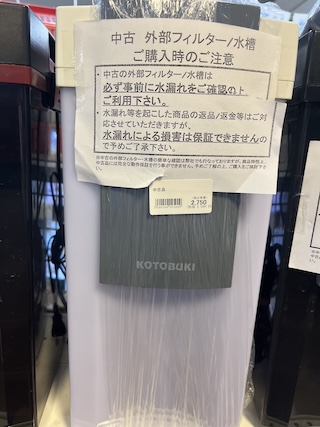 中古 外部フィルター/水槽
ご購入時のご注意
・中古の外部フィルター/水槽は
必ず事前に水漏れをご確認の上
ご利用下さい。
・水漏れ等を起こした商品の返品/返金等はご対
応させていただきますが、
水漏れによる損害は保証できませんの
で予めご了承下さい。
中古品
2,750
KOTOBUKI